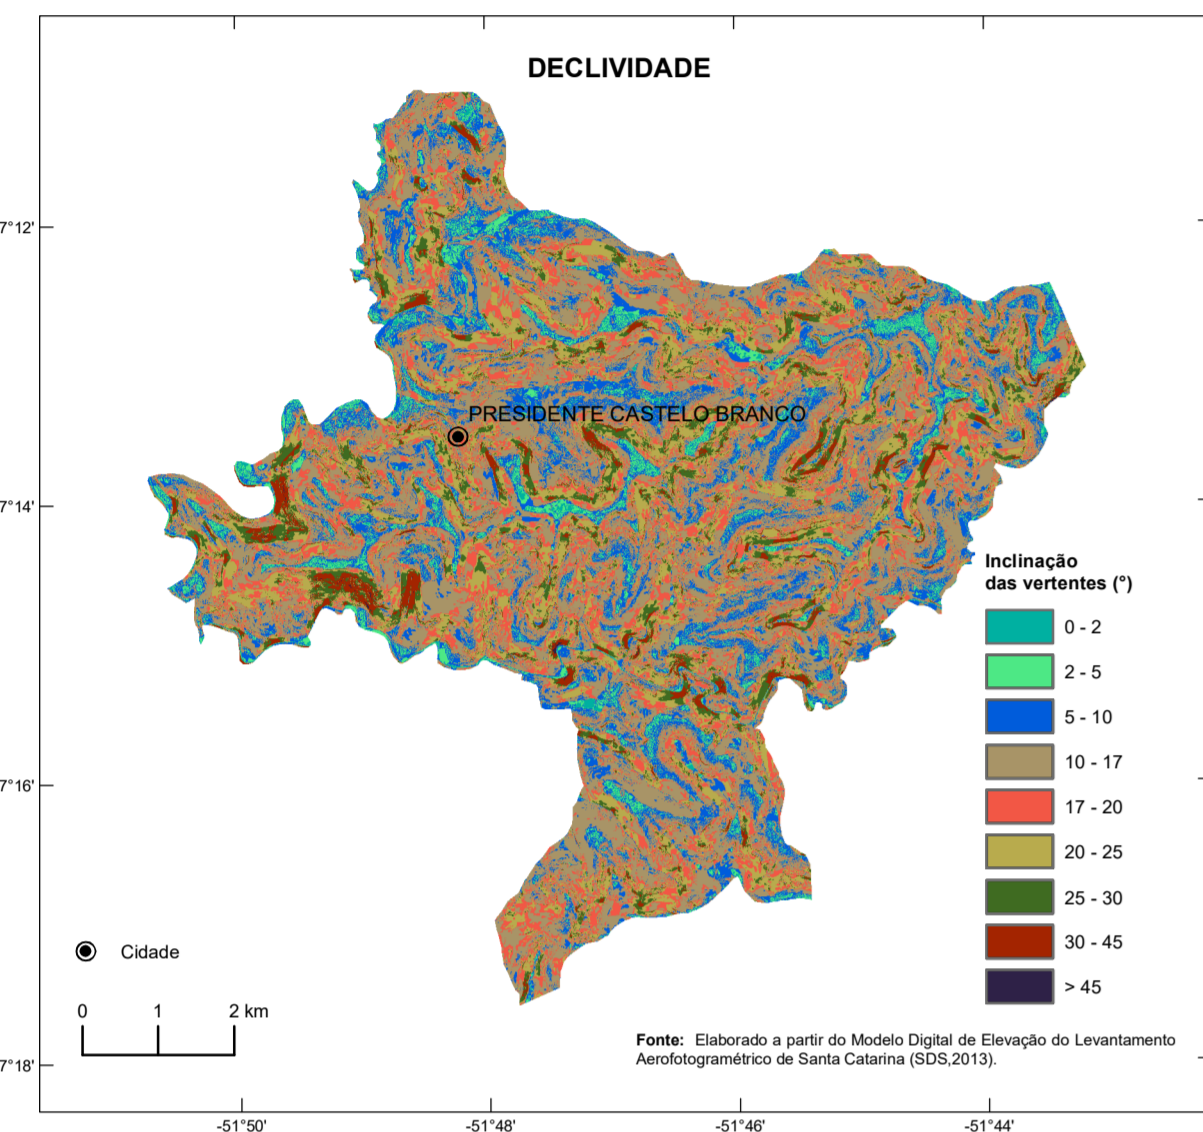 DECLIVIDADE
7°12'
PRESIDENTE CASTELO BRANCO
7°14'
Inclinação
das vertentes (°)
0 - 2
2 - 5
5 - 10
10 - 17
7°16'
17 - 20
20 - 25
25 - 30
30 - 45
> 45
Cidade
0 1 2 km
Fonte: Elaborado a partir do Modelo Digital de Elevação do Levantamento
Aerofotogramétrico de Santa Catarina (SDS,2013).
7°18'
-51°50' -51°48' -51°46' -51°44'